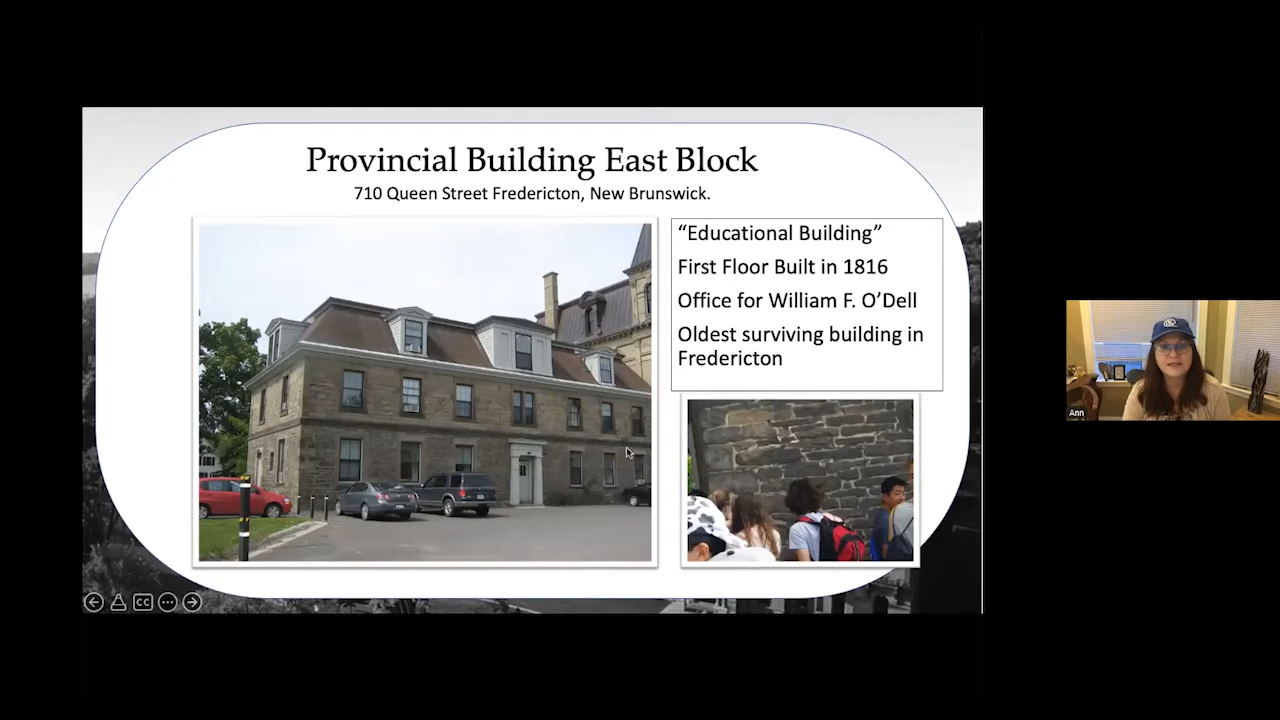 Provincial Building East Block
710 Queen Street Fredericton, New Brunswick.
“Educational Building”
First Floor Built in 1816
Office for William F. O’Dell
Oldest surviving building in
Fredericton
Ann
CC